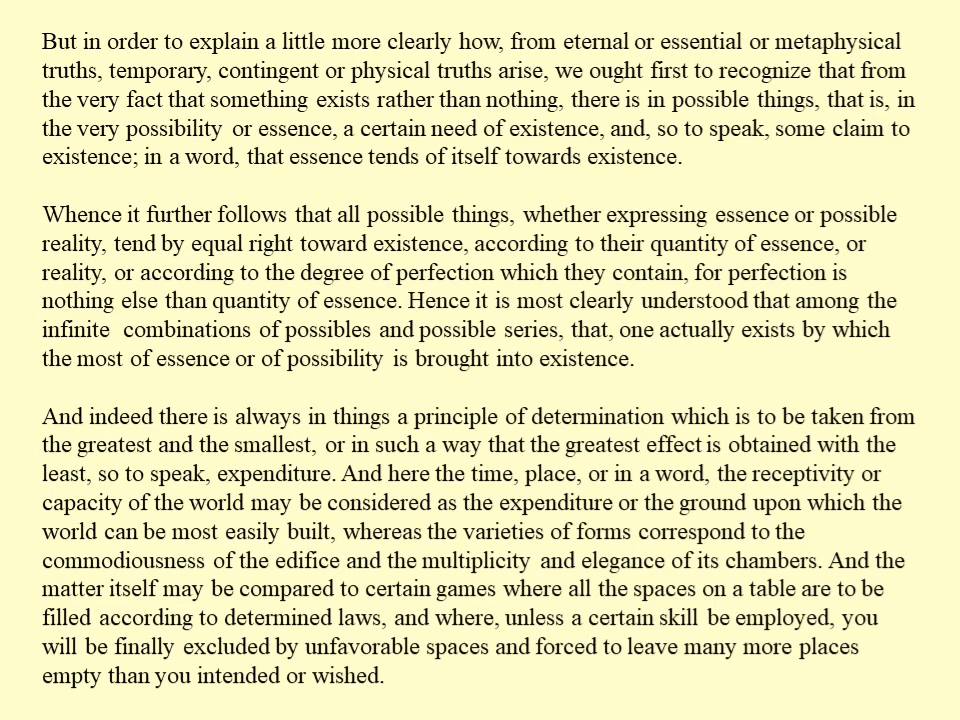 But in order to explain a little more clearly how, from eternal or essential or metaphysical
truths, temporary, contingent or physical truths arise, we ought first to recognize that from
the very fact that something exists rather than nothing, there is in possible things, that is, in
the very possibility or essence, a certain need of existence, and, so to speak, some claim to
existence; in a word, that essence tends of itself towards existence.

Whence it further follows that all possible things, whether expressing essence or possible
reality, tend by equal right toward existence, according to their quantity of essence, or
reality, or according to the degree of perfection which they contain, for perfection is
nothing else than quantity of essence. Hence it is most clearly understood that among the
infinite  combinations of possibles and possible series, that, one actually exists by which
the most of essence or of possibility is brought into existence.

And indeed there is always in things a principle of determination which is to be taken from
the greatest and the smallest, or in such a way that the greatest effect is obtained with the
least, so to speak, expenditure. And here the time, place, or in a word, the receptivity or
capacity of the world may be considered as the expenditure or the ground upon which the
world can be most easily built, whereas the varieties of forms correspond to the
commodiousness of the edifice and the multiplicity and elegance of its chambers. And the
matter itself may be compared to certain games where all the spaces on a table are to be
filled according to determined laws, and where, unless a certain skill be employed, you
will be finally excluded by unfavorable spaces and forced to leave many more places
empty than you intended or wished.